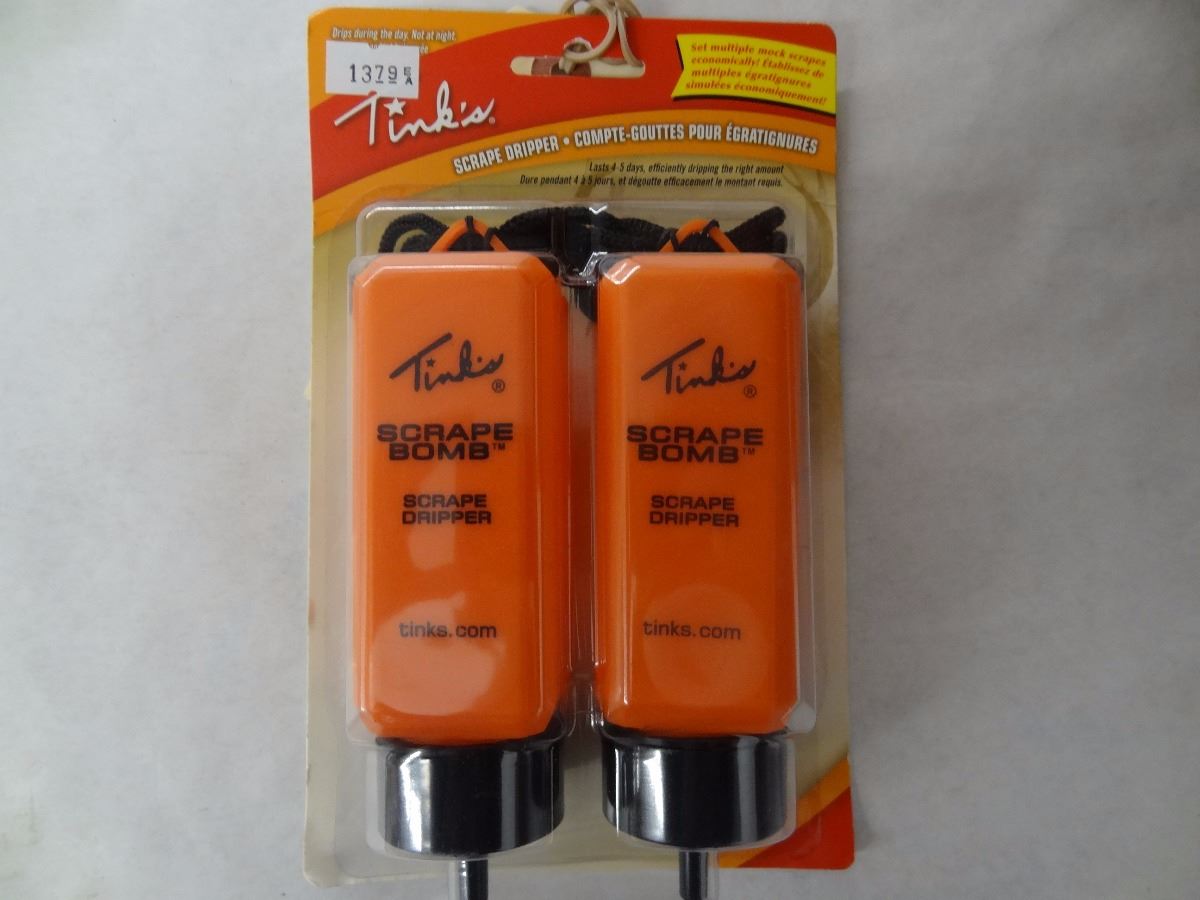 Drips during the day. Not at night.
1379 EA
Tink's®
Set multiple mock scrapes
economically! Établissez de
multiples égratignures
simulées économiquement!
SCRAPE DRIPPER • COMPTE-GOUTTES POUR ÉGRATIGNURES
Lasts 4-5 days, efficiently dripping the right amount
Dure pendant 4 à 5 jours, et dégoutte efficacement le montant requis.
Tink's®
SCRAPE
BOMB™
SCRAPE
DRIPPER
tinks.com
Tink's®
SCRAPE
BOMB™
SCRAPE
DRIPPER
tinks.com